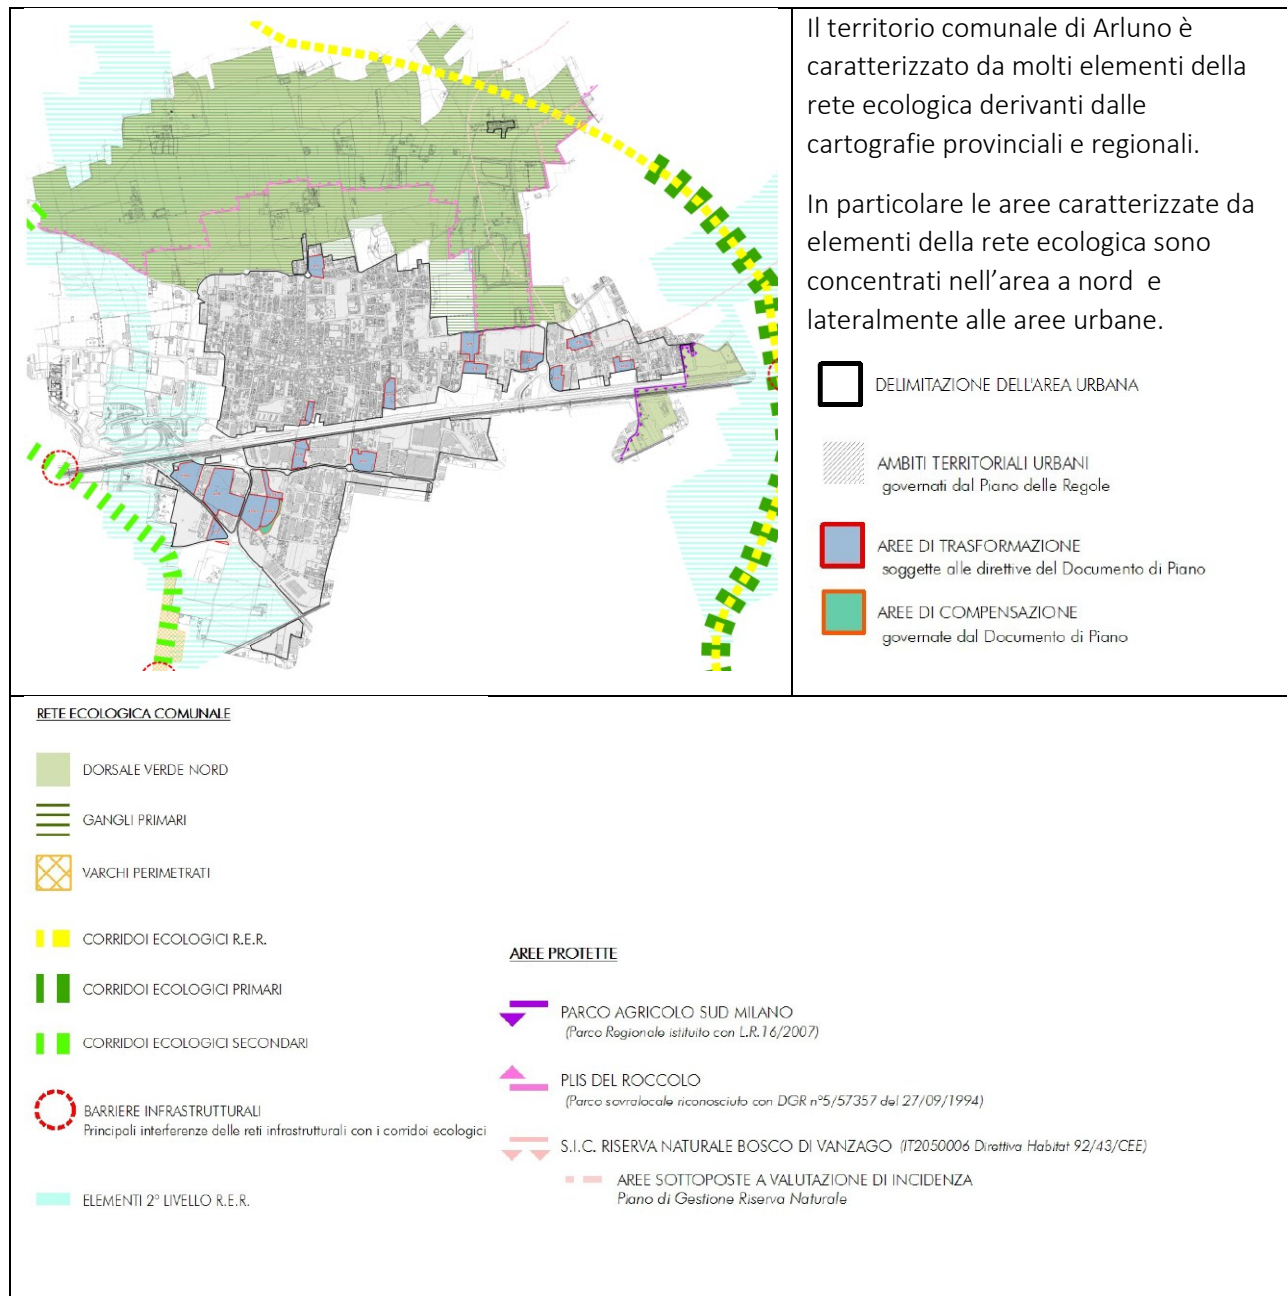 Il territorio comunale di Arluno è
caratterizzato da molti elementi della
rete ecologica derivanti dalle
cartografie provinciali e regionali.
In particolare le aree caratterizzate da
elementi della rete ecologica sono
concentrati nell'area a nord e
lateralmente alle aree urbane.
DELIMITAZIONE DELL'AREA URBANA
AMBITI TERRITORIALI URBANI
governati dal Piano delle Regole
AREE DI TRASFORMAZIONE
soggette alle direttive del Documento di Piano
AREE DI COMPENSAZIONE
governate dal Documento di Piano
RETE ECOLOGICA COMUNALE
DORSALE VERDE NORD
GANGLI PRIMARI
VARCHI PERIMETRATI
CORRIDOI ECOLOGICI R.E.R.
CORRIDOI ECOLOGICI PRIMARI
CORRIDOI ECOLOGICI SECONDARI
BARRIERE INFRASTRUTTURALI
Principali interferenze delle reti infrastrutturali con i corridoi ecologici
ELEMENTI 2° LIVELLO R.E.R.
AREE PROTETTE
PARCO AGRICOLO SUD MILANO
(Parco Regionale istituito con L.R.16/2007)
PLIS DEL ROCCOLO
(Parco sovralocale riconosciuto con DGR n°5/57357 del 27/09/1994)
S.I.C. RISERVA NATURALE BOSCO DI VANZAGO (IT2050006 Direttiva Habitat 92/43/CEE)
AREE SOTTOPOSTE A VALUTAZIONE DI INCIDENZA
Piano di Gestione Riserva Naturale